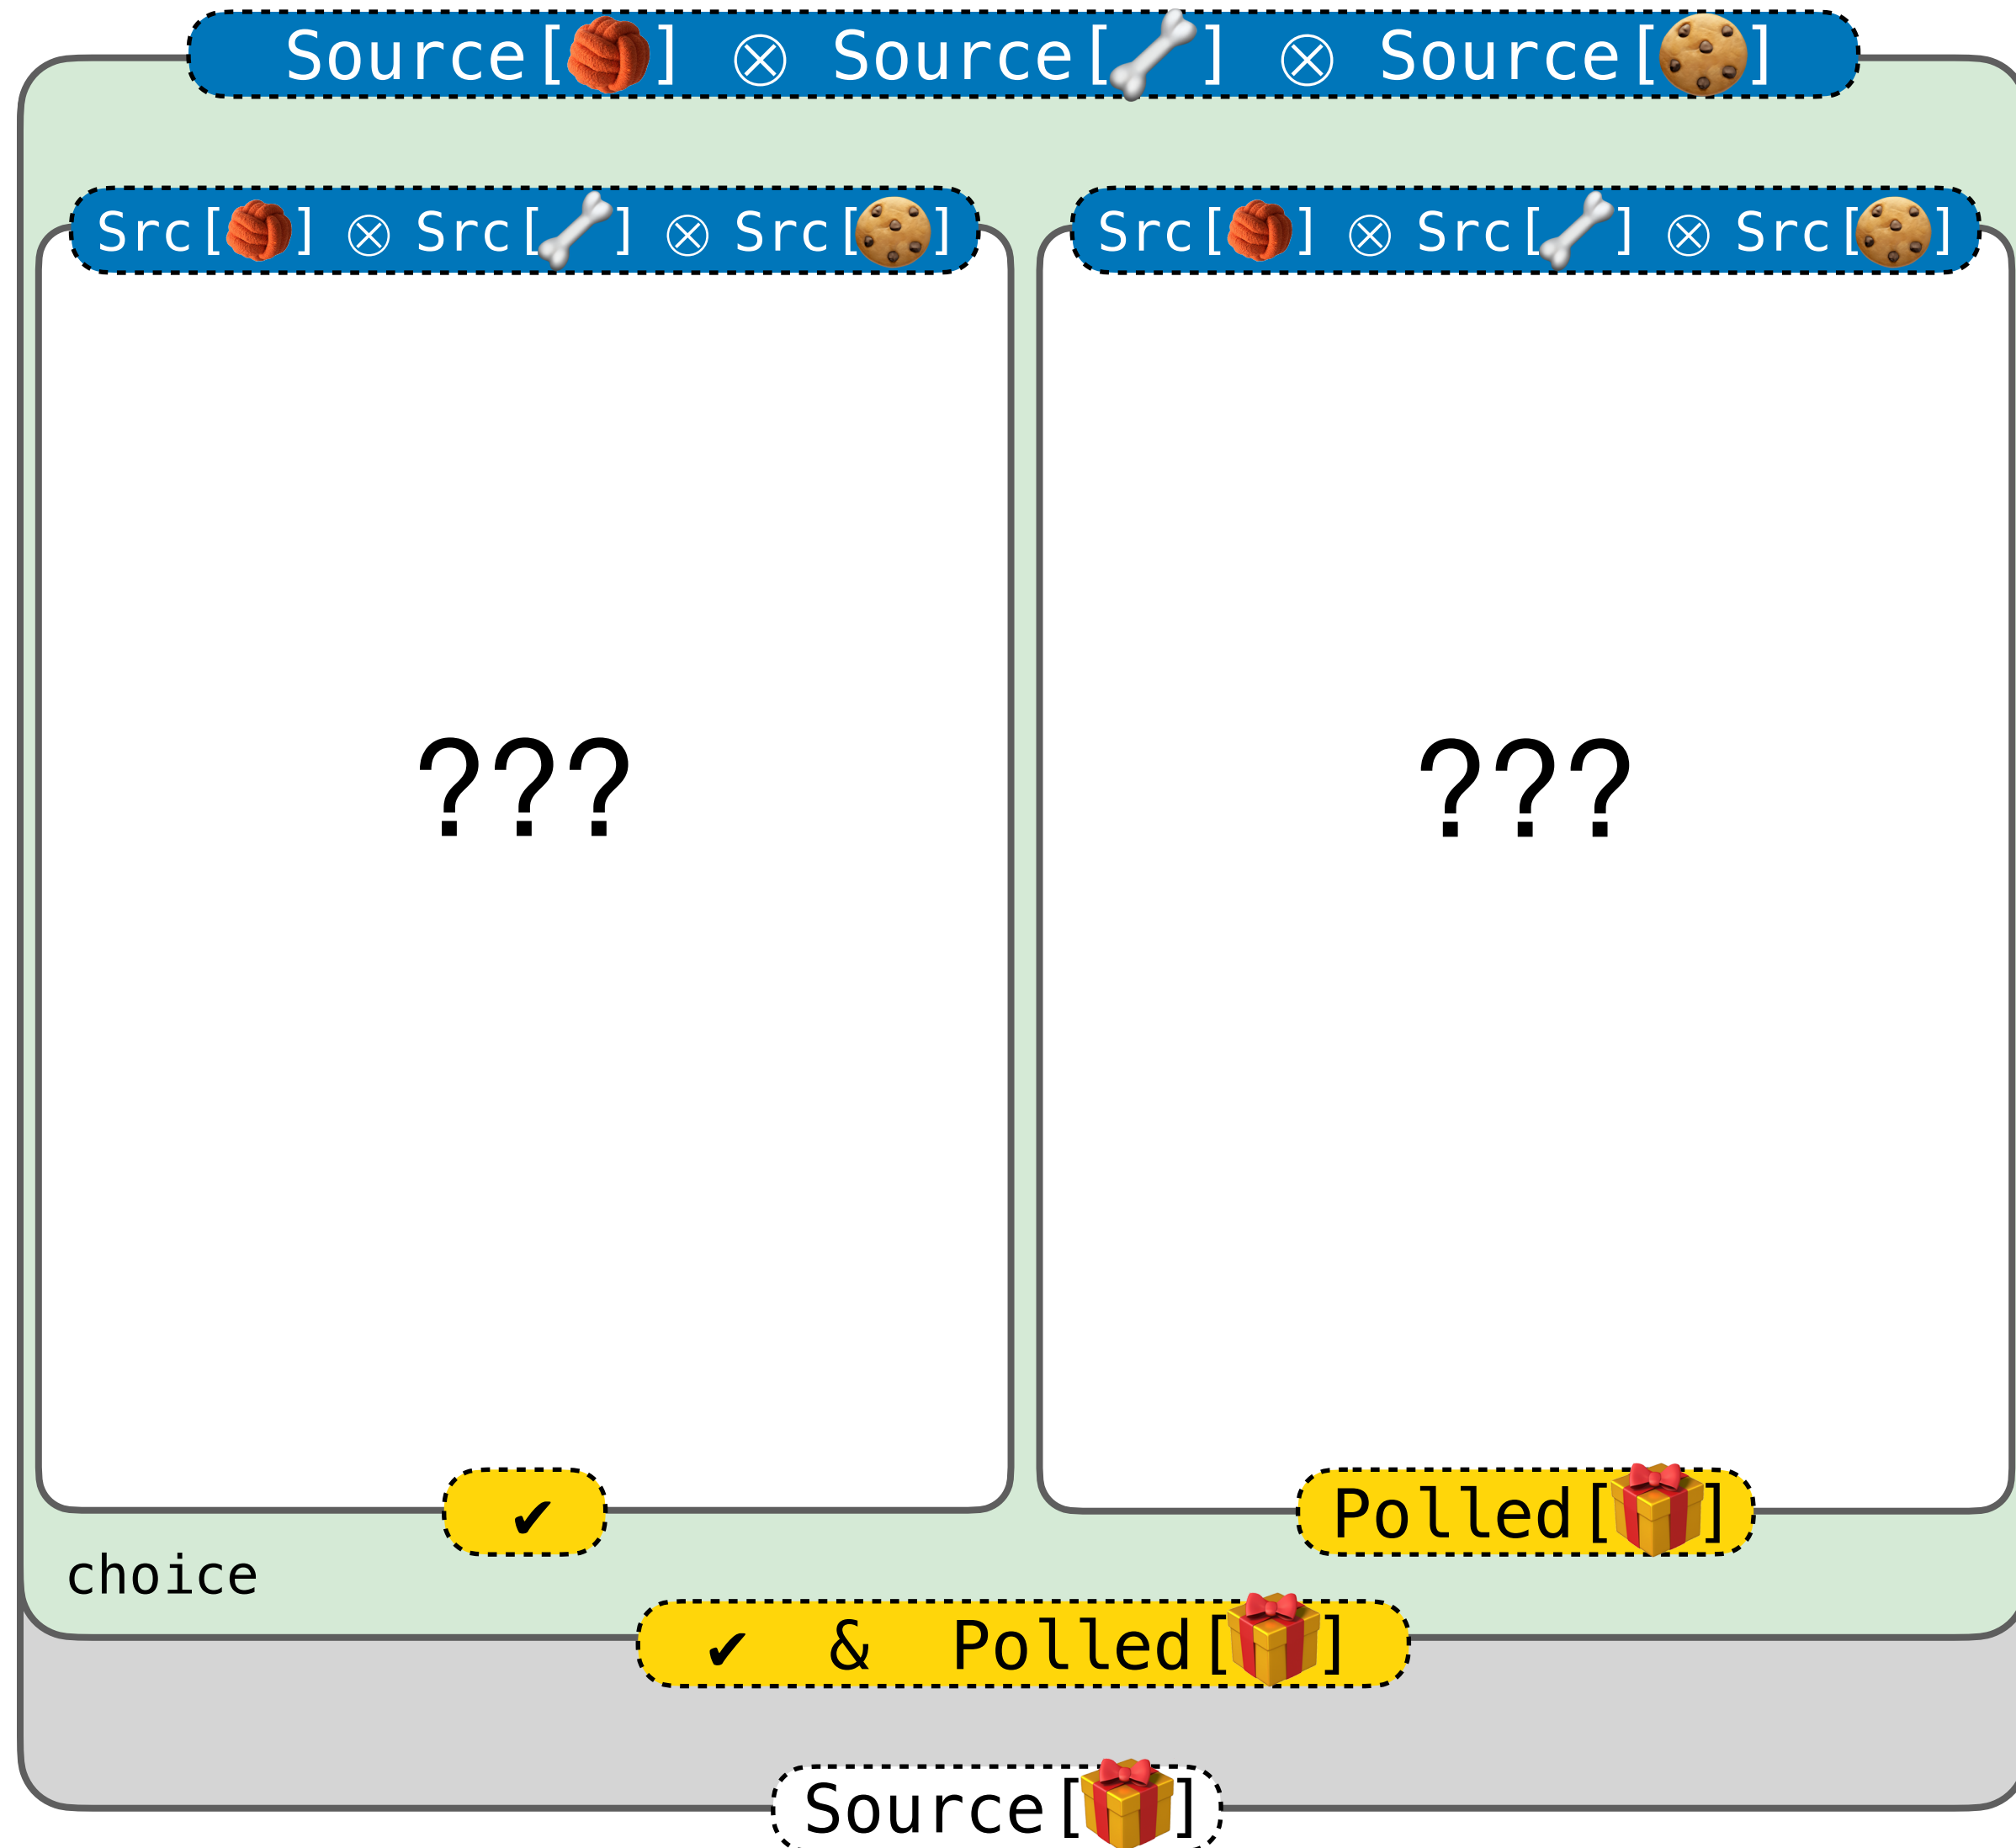 Source[🧶] ⊗ Source[🦴] ⊗ Source[🍪]
Src[🧶] ⊗ Src[🦴] ⊗ Src[🍪]
Src[🧶] ⊗ Src[🦴] ⊗ Src[🍪]
???
???
✔
Polled[🎁]
choice
✔ & Polled[🎁]
Source[🎁]